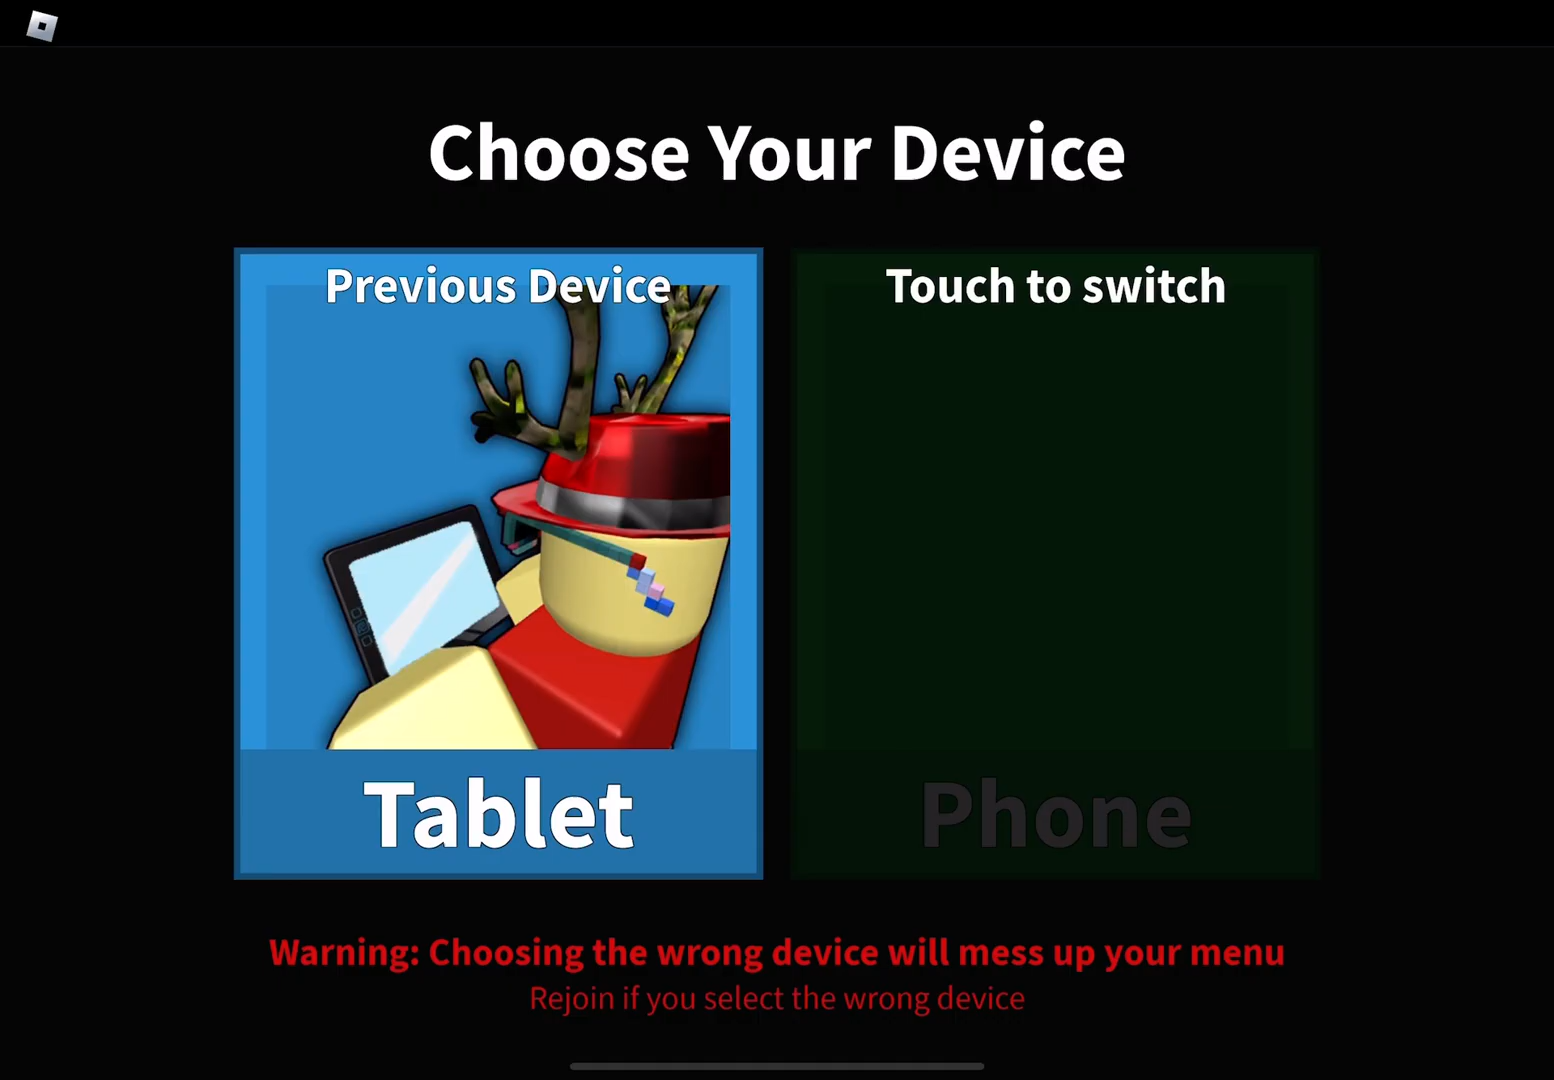 Choose Your Device
Previous Device
Tablet
Touch to switch
Phone
Warning: Choosing the wrong device will mess up your menu
Rejoin if you select the wrong device